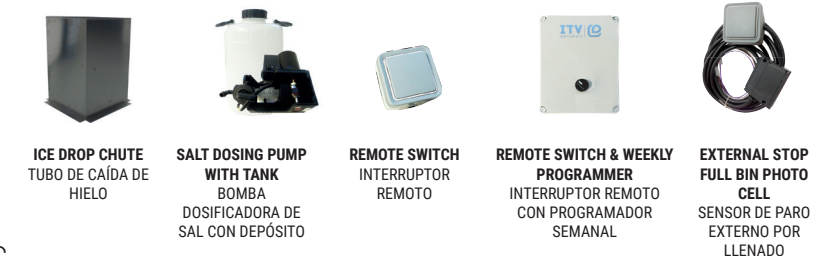 ITV
ICE DROP CHUTE
TUBO DE CAÍDA DE
HIELO
SALT DOSING PUMP
WITH TANK
BOMBA
DOSIFICADORA DE
SAL CON DEPÓSITO
REMOTE SWITCH
INTERRUPTOR
REMOTO
REMOTE SWITCH & WEEKLY
PROGRAMMER
INTERRUPTOR REMOTO
CON PROGRAMADOR
SEMANAL
EXTERNAL STOP
FULL BIN PHOTO
CELL
SENSOR DE PARO
EXTERNO POR
LLENADO